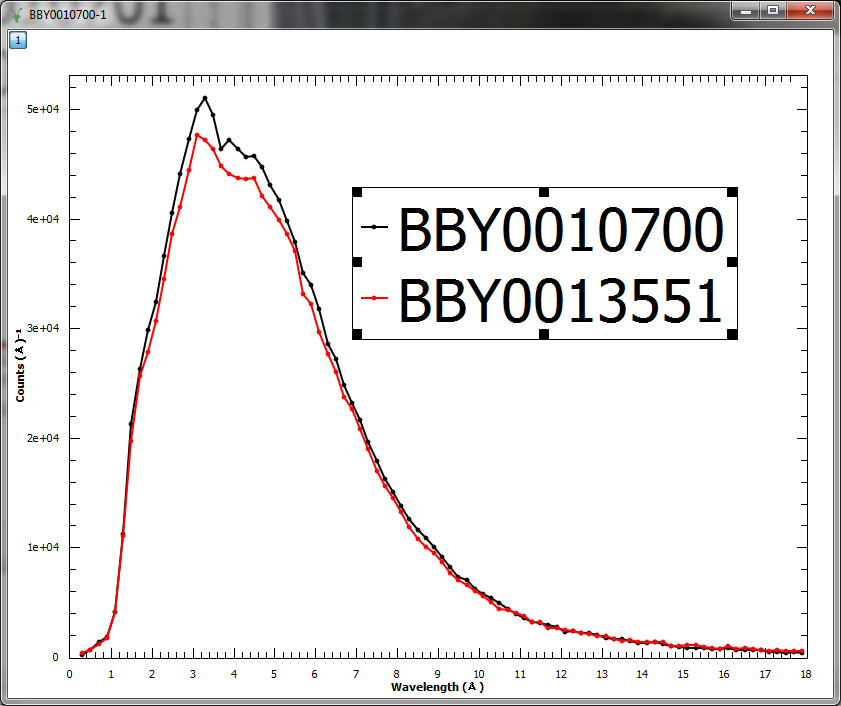 BBY0010700-1
1
5e+04
4e+04
3e+04
2e+04
1e+04
0
Counts (Å)⁻¹
BBY0010700
BBY0013551
0 1 2 3 4 5 6 7 8 9 10 11 12 13 14 15 16 17 18
Wavelength (Å)